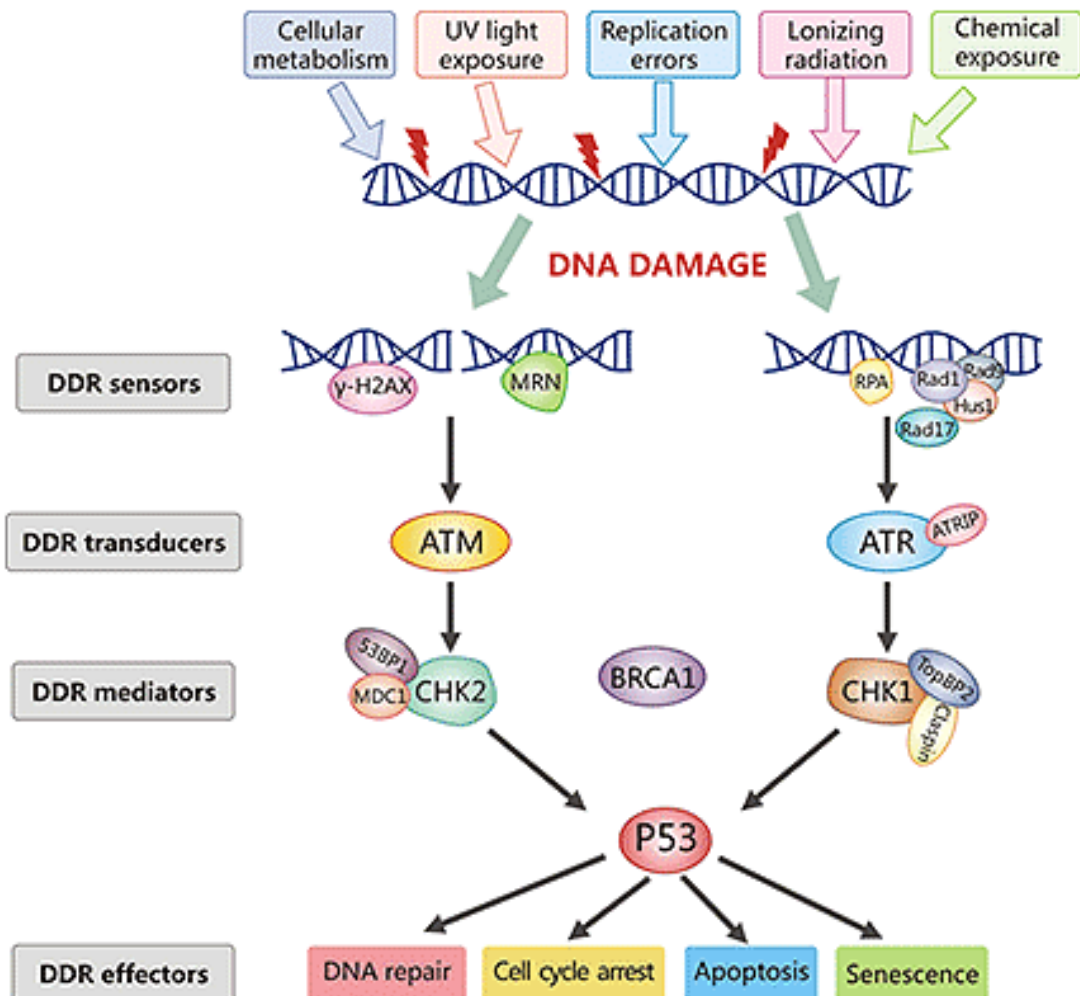 Cellular
metabolism
UV light
exposure
Replication
errors
Lonizing
radiation
Chemical
exposure
DNA DAMAGE
DDR sensors
γ-H2AX
MRN
RPA
Rad1
Rad9
Hus1
Rad17
DDR transducers
ATM
ATR
ATRIP
DDR mediators
53BP1
MDC1
CHK2
BRCA1
CHK1
TopBP2
Claspin
P53
DDR effectors
DNA repair
Cell cycle arrest
Apoptosis
Senescence